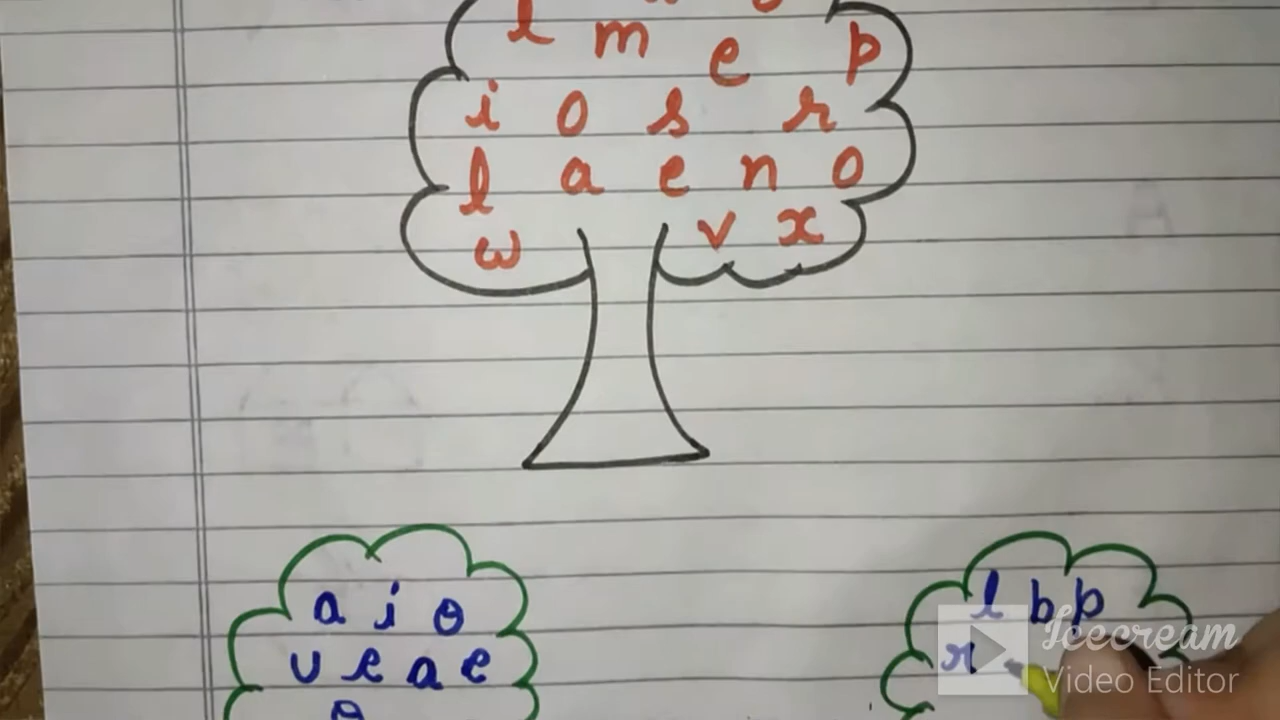 l m e p
i o s r
l a e n o
w v x
a i o
u e a e
o
l b p
r
Icecream
Video Editor